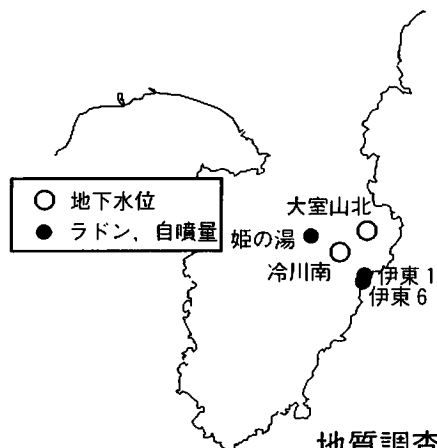 大室山北
○ 地下水位
● ラドン，自噴量
姫の湯
冷川南
伊東 1
伊東 6
地質調査